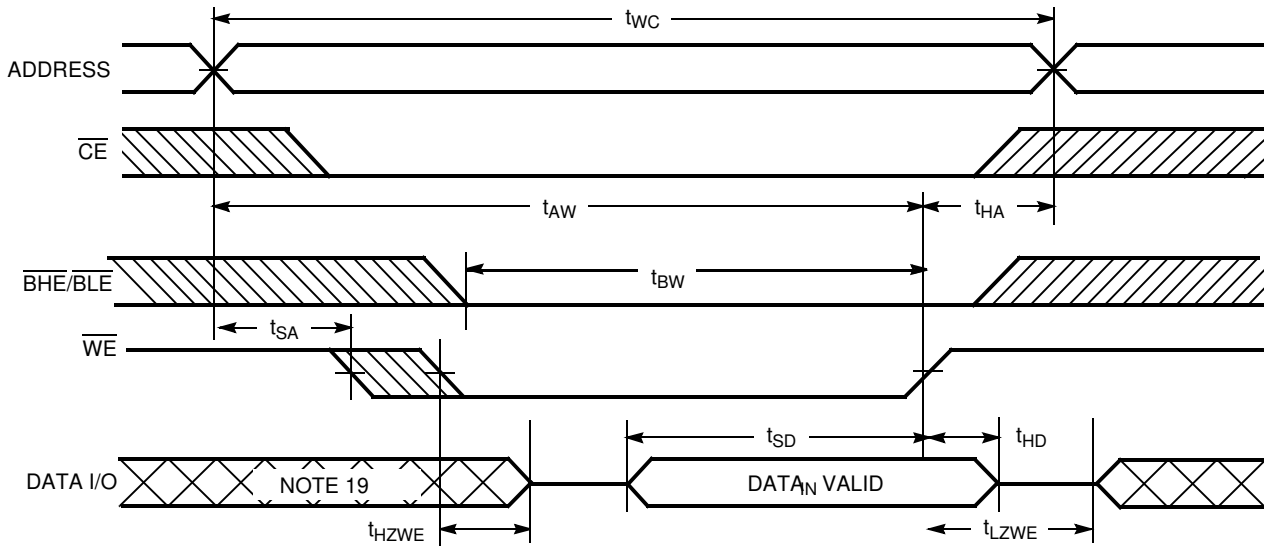 tWC
ADDRESS
CE
tAW
tHA
BHE/BLE
tBW
tSA
WE
tSD
tHD
DATA I/O
NOTE 19
DATAIN VALID
tHZWE
tLZWE